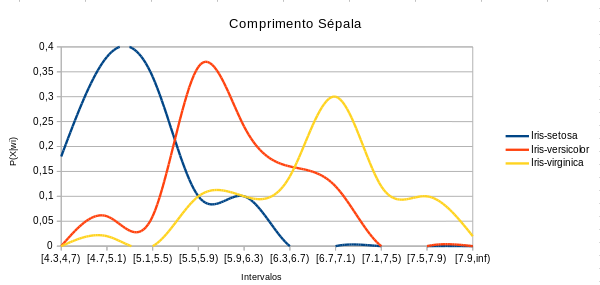 Comprimento Sépala
0,4
0,35
0,3
0,25
0,2
0,15
0,1
0,05
0
P(X|wi)
[4.3,4,7) [4.7,5.1) [5.1,5.5) [5.5,5.9) [5.9,6.3) [6.3,6.7) [6.7,7.1) [7.1,7,5) [7.5,7.9) [7.9,inf)
Intervalos
Iris-setosa
Iris-versicolor
Iris-virginica